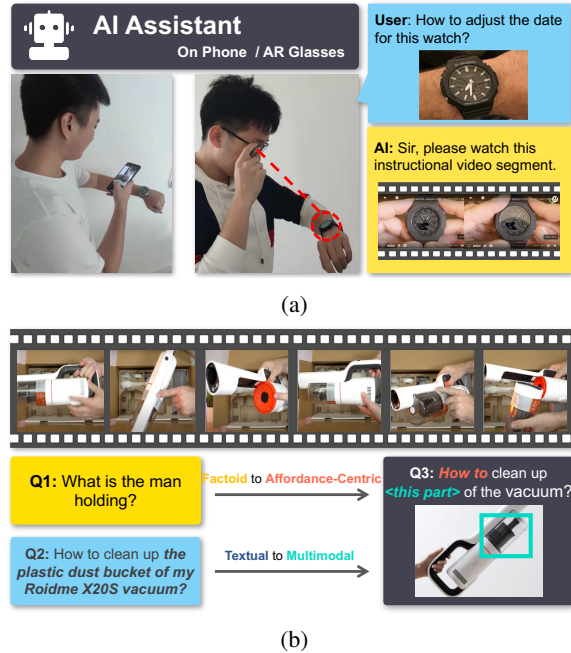 AI Assistant
On Phone / AR Glasses
User: How to adjust the date
for this watch?
AI: Sir, please watch this
instructional video segment.
(a)
Q1: What is the man
holding?
Factoid to Affordance-Centric
Q3: How to clean up
<this part> of the vacuum?
Q2: How to clean up the
plastic dust bucket of my
Roidme X20S vacuum?
Textual to Multimodal
(b)